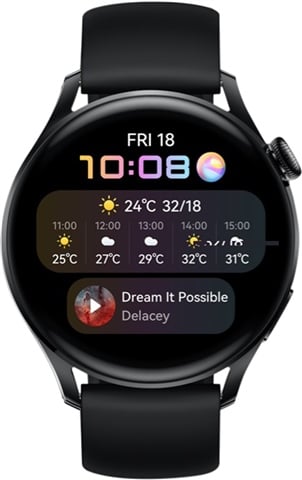 FRI 18
10:08
24℃ 32/18
11:00 12:00 13:00 14:00 15:00
25℃ 27℃ 29℃ 32℃ 31℃
Dream It Possible
Delacey